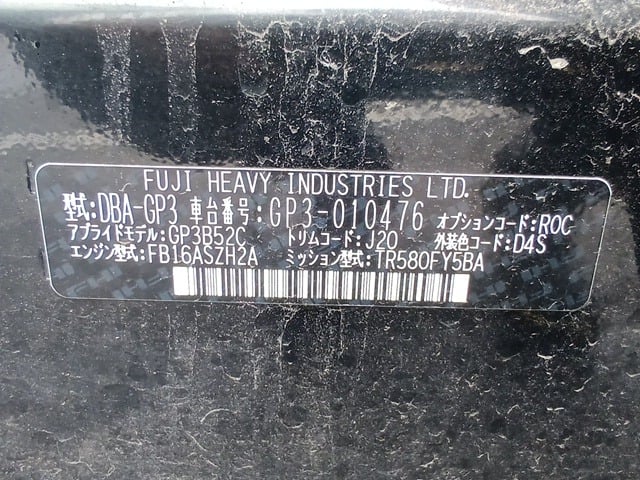 FUJI HEAVY INDUSTRIES LTD.
型式:DBA-GP3 車台番号:GP3-010476 オプションコード:ROC
アプライドモデル:GP3B52C トリムコード:J20 外装色コード:D4S
エンジン型式:FB16ASZH2A ミッション型式:TR580FY5BA